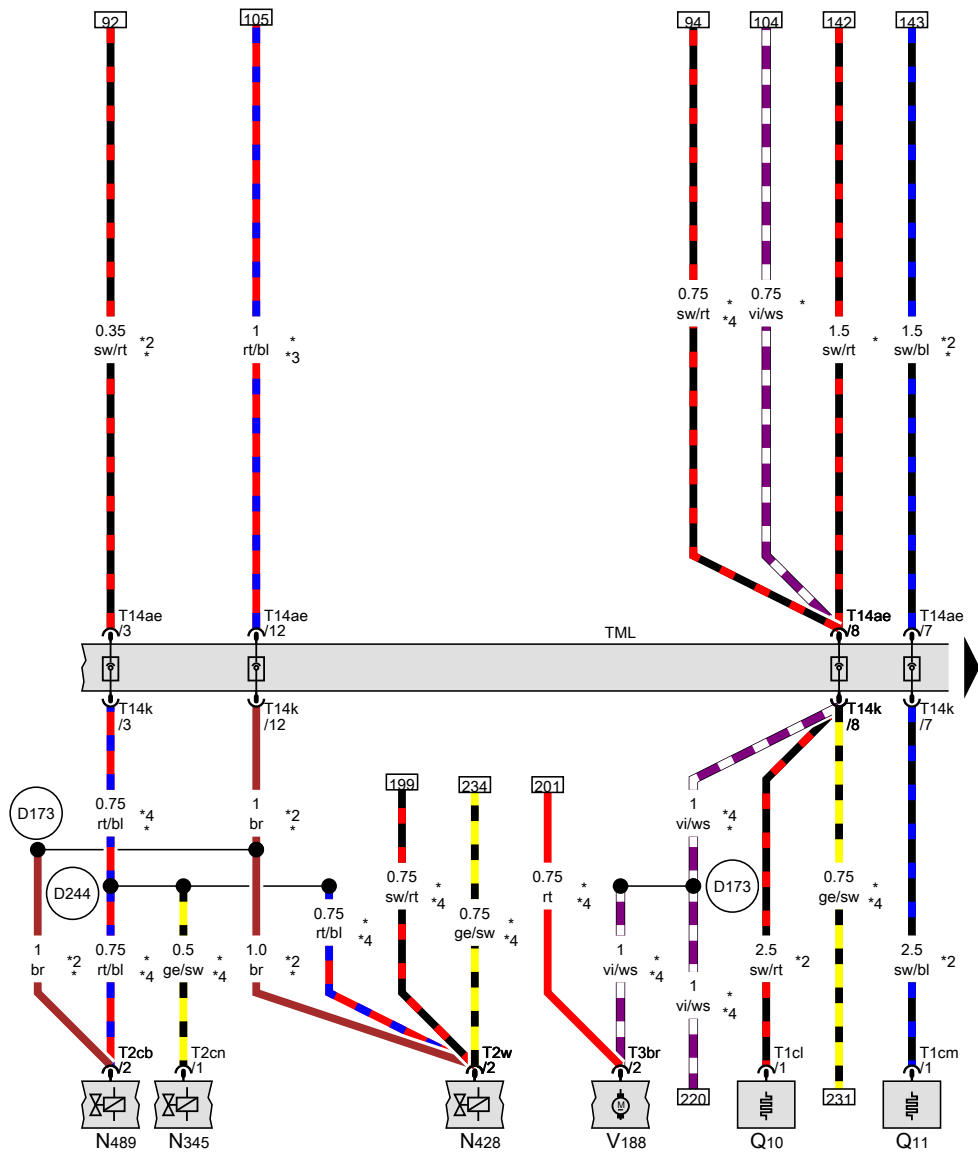 92
105
94
104
142
143
0.35
sw/rt
*2
*
1
rt/bl
*
*3
0.75
sw/rt
*
*4
0.75
vi/ws
*
1.5
sw/rt
*
1.5
sw/bl
*2
*
T14ae
/3
T14ae
/12
TML
T14ae
/8
T14ae
/7
T14k
/3
T14k
/12
T14k
/8
T14k
/7
199
234
201
D173
0.75
rt/bl
*4
*
1
br
*2
*
1
vi/ws
*4
*
D244
D173
0.75
sw/rt
*
*4
0.75
rt
0.75
ge/sw
*
*4
0.75
rt/bl
*
*4
0.75
ge/sw
*
*4
1
br
*2
*
0.75
rt/bl
*
*4
0.5
ge/sw
*
*4
1.0
br
*2
*
1
vi/ws
*
*4
2.5
sw/rt
*2
2.5
sw/bl
*2
1
vi/ws
*
*4
T2cb
/2
T2cn
/1
T2w
/2
T3br
/2
T1cl
/1
T1cm
/1
220
231
M
N489
N345
N428
V188
Q10
Q11